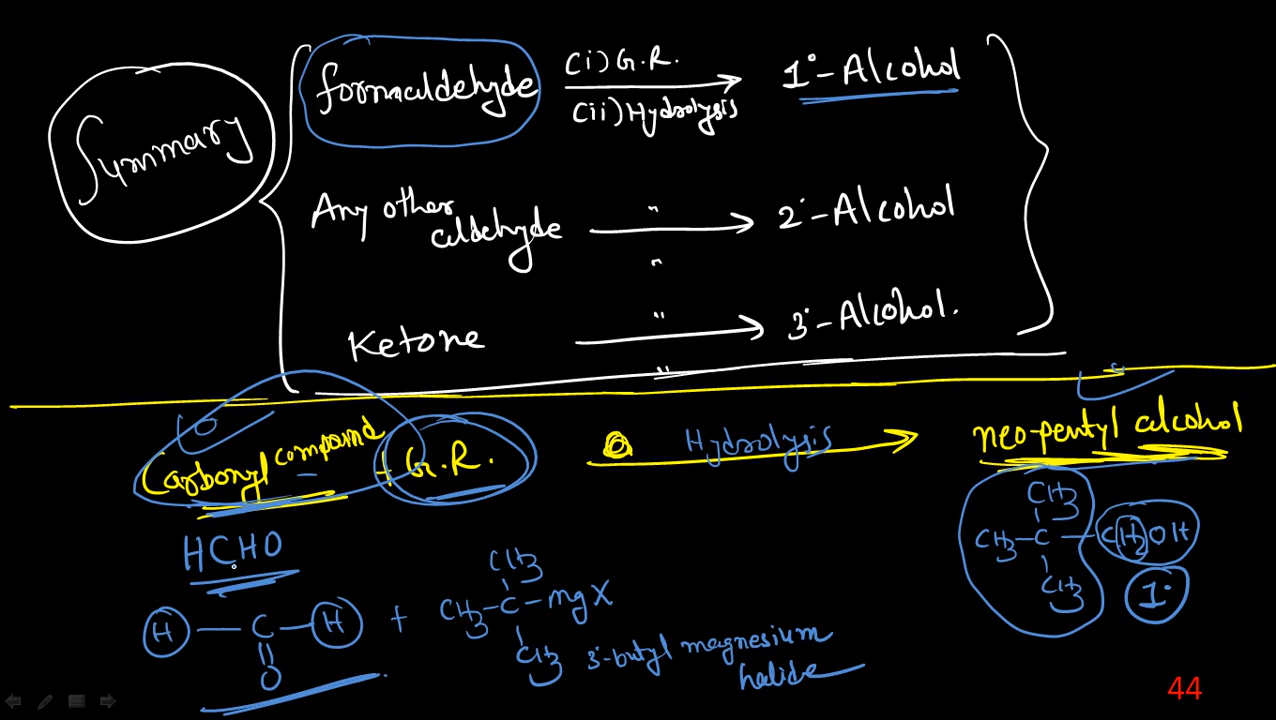 Summary
formaldehyde (i) G.R. (ii) Hydrolysis 1°-Alcohol
Any other aldehyde " " 2°-Alcohol
Ketone " " 3°-Alcohol.
Carbonyl compound + G.R. Hydrolysis neo-pentyl alcohol
HCHO
H — C — H
||
O
+
CH3
CH3 — C — MgX
CH3
3°-butyl magnesium
halide
CH3
CH3 — C — CH2OH
CH3
1°
44